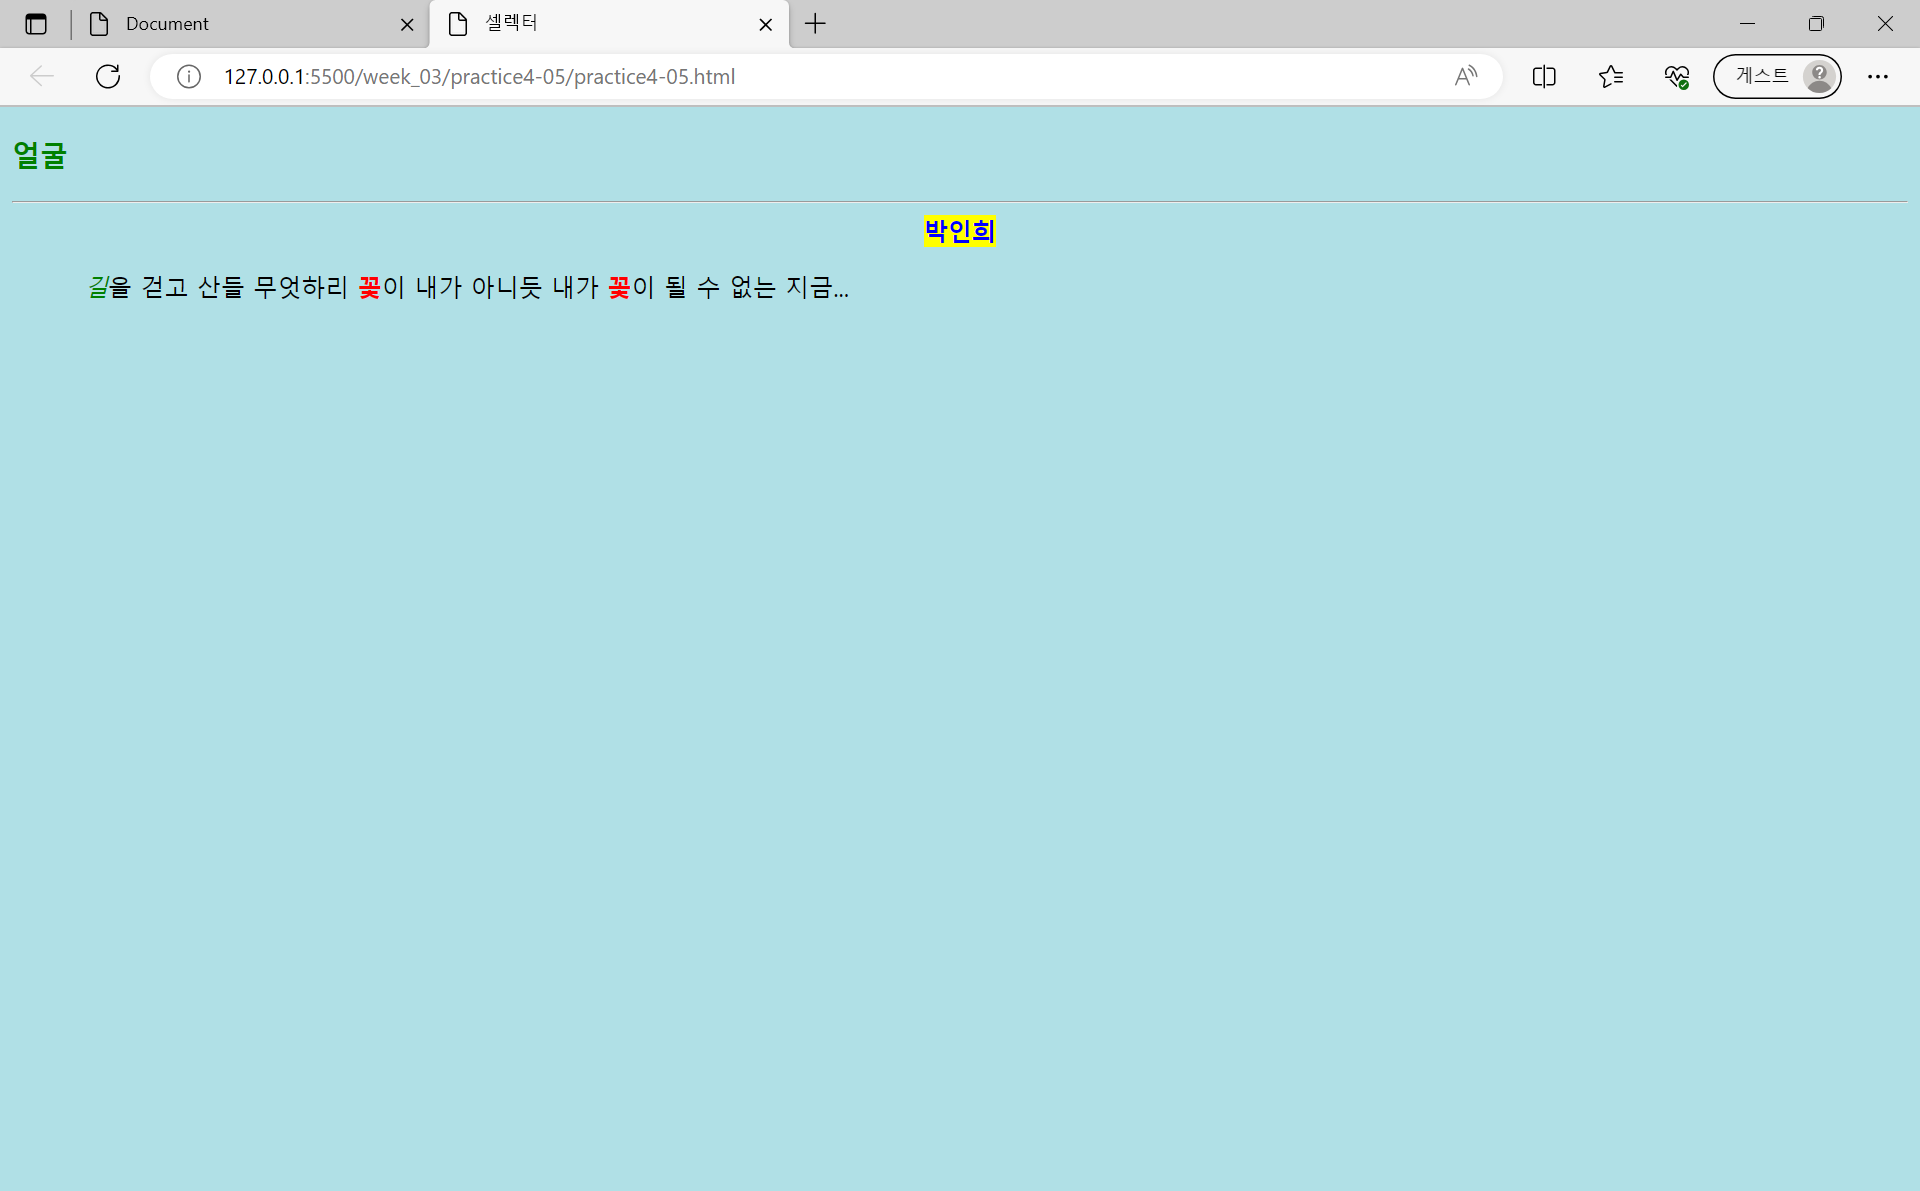 Document
셀렉터
127.0.0.1:5500/week_03/practice4-05/practice4-05.html
게스트
얼굴
박인희
길을 걷고 산들 무엇하리 꽃이 내가 아니듯 내가 꽃이 될 수 없는 지금...